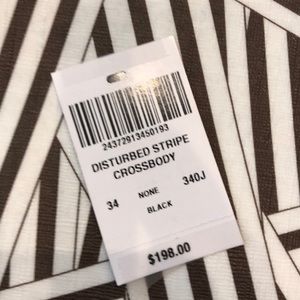 24372913450193
DISTURBED STRIPE
CROSSBODY
34 NONE 340J
BLACK
$198.00